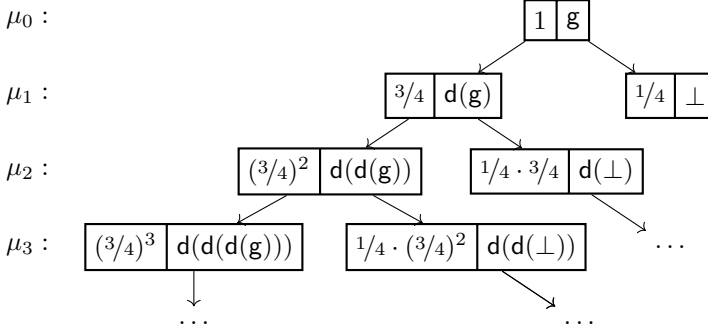 μ₀ : 1 g
μ₁ : 3/4 d(g) 1/4 ⊥
μ₂ : (3/4)² d(d(g)) 1/4 · 3/4 d(⊥)
μ₃ : (3/4)³ d(d(d(g))) 1/4 · (3/4)² d(d(⊥)) ...
... ...